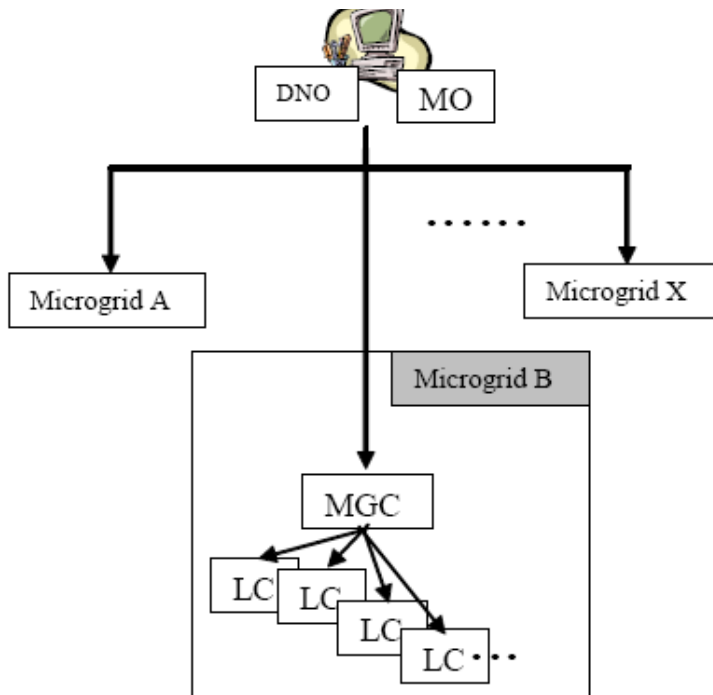 DNO
MO
......
Microgrid A
Microgrid X
Microgrid B
MGC
LC
LC
LC
LC ...